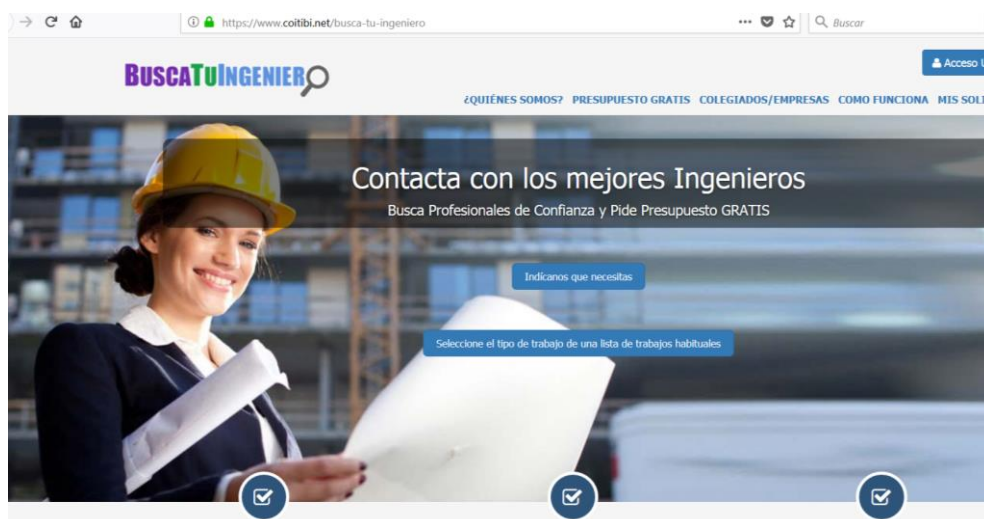 https://www.coitibi.net/busca-tu-ingeniero
Buscar
BUSCATUINGENIERO
Acceso U
¿QUIÉNES SOMOS? PRESUPUESTO GRATIS COLEGIADOS/EMPRESAS COMO FUNCIONA MIS SOLI
Contacta con los mejores Ingenieros
Busca Profesionales de Confianza y Pide Presupuesto GRATIS
Indícanos que necesitas
Seleccione el tipo de trabajo de una lista de trabajos habituales